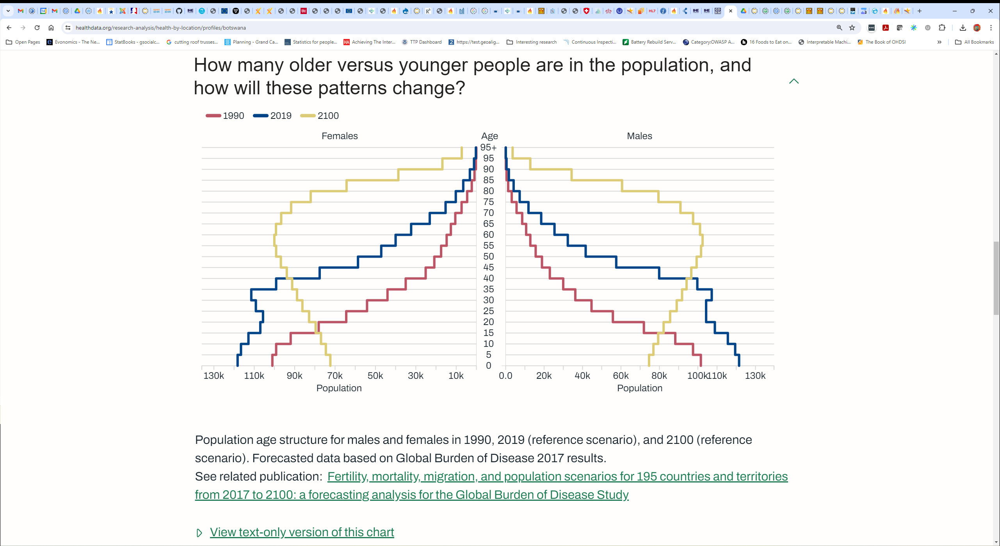 healthdata.org/research-analysis/health-by-location/profiles/botswana
Open Pages
Evonomics - The Ne...
StatBooks - gsocialc...
cutting roof trusses...
Planning - Grand Ca...
Statistics for people...
Achieving The Inter...
TTP Dashboard
https://test.geoalig...
Interesting research
Continuous Inspecti...
Battery Rebuild Serv...
Category:OWASP A...
16 Foods to Eat on...
Interpretable Machi...
The Book of OHDSI
All Bookmarks
How many older versus younger people are in the population, and
how will these patterns change?
1990 2019 2100
Females Age Males
95+
95
90
85
80
75
70
65
60
55
50
45
40
35
30
25
20
15
10
5
0
130k 110k 90k 70k 50k 30k 10k
0.0 20k 40k 60k 80k 100k 110k 130k
Population Population
Population age structure for males and females in 1990, 2019 (reference scenario), and 2100 (reference
scenario). Forecasted data based on Global Burden of Disease 2017 results.
See related publication: Fertility, mortality, migration, and population scenarios for 195 countries and territories
from 2017 to 2100: a forecasting analysis for the Global Burden of Disease Study
View text-only version of this chart